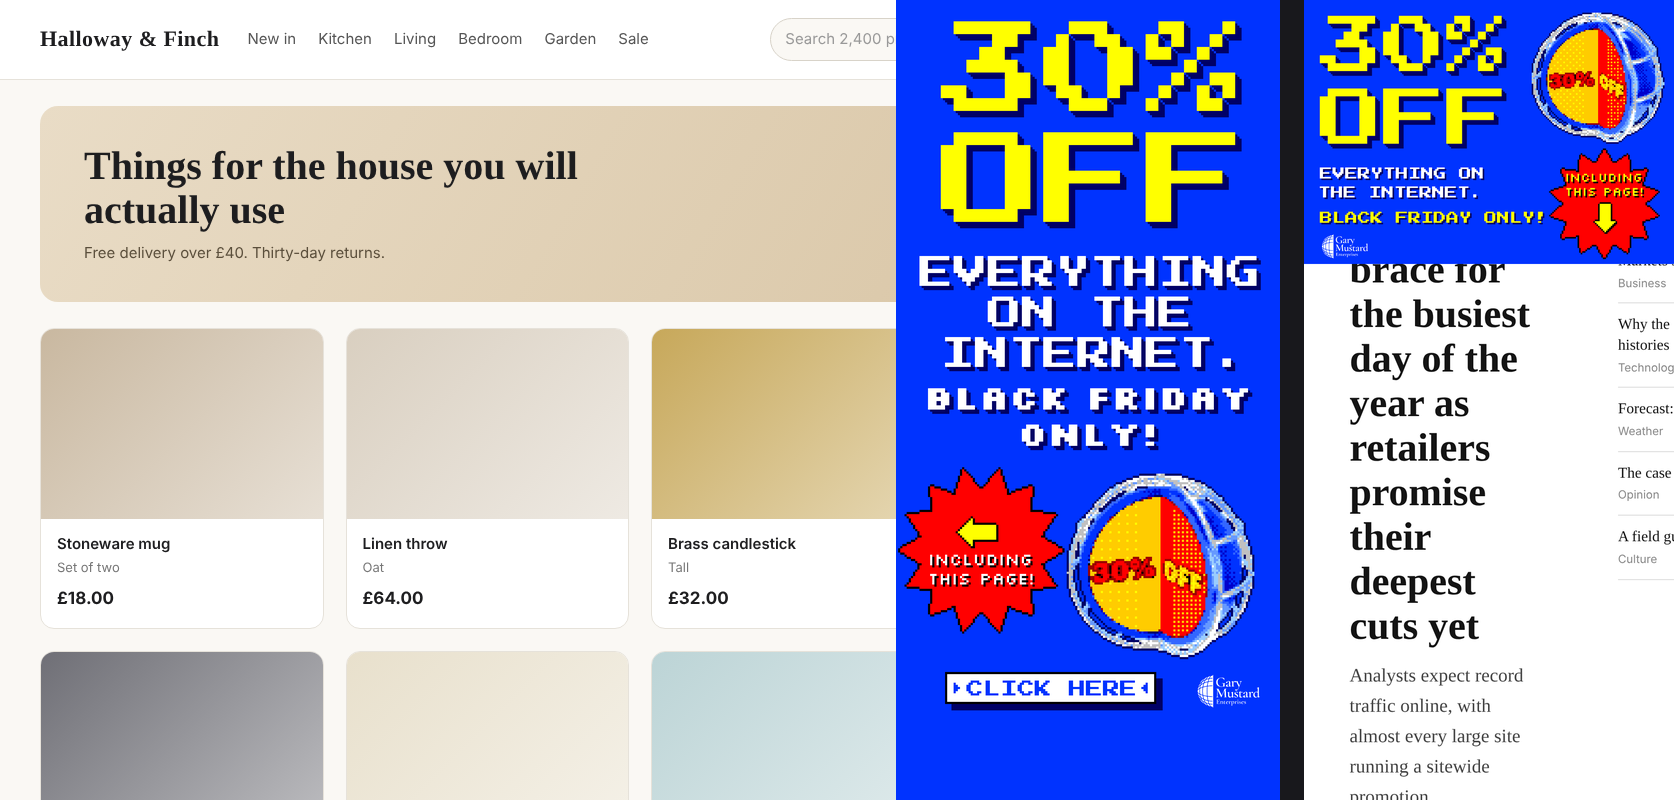 Halloway & Finch
New in
Kitchen
Living
Bedroom
Garden
Sale
Search 2,400 p
Things for the house you will
actually use
Free delivery over £40. Thirty-day returns.
Stoneware mug
Set of two
£18.00
Linen throw
Oat
£64.00
Brass candlestick
Tall
£32.00
30%
OFF
EVERYTHING
ON THE
INTERNET.
BLACK FRIDAY
ONLY!
INCLUDING
THIS PAGE!
30% OFF
CLICK HERE
Gary
Mustard
Enterprises
30%
OFF
EVERYTHING ON
THE INTERNET.
BLACK FRIDAY ONLY!
30% OFF
INCLUDING
THIS PAGE!
Gary
Mustard
Enterprises
brace for
the busiest
day of the
year as
retailers
promise
their
deepest
cuts yet
Analysts expect record
traffic online, with
almost every large site
running a sitewide
promotion
Business
Why the
histories
Technolog
Forecast:
Weather
The case
Opinion
A field gu
Culture